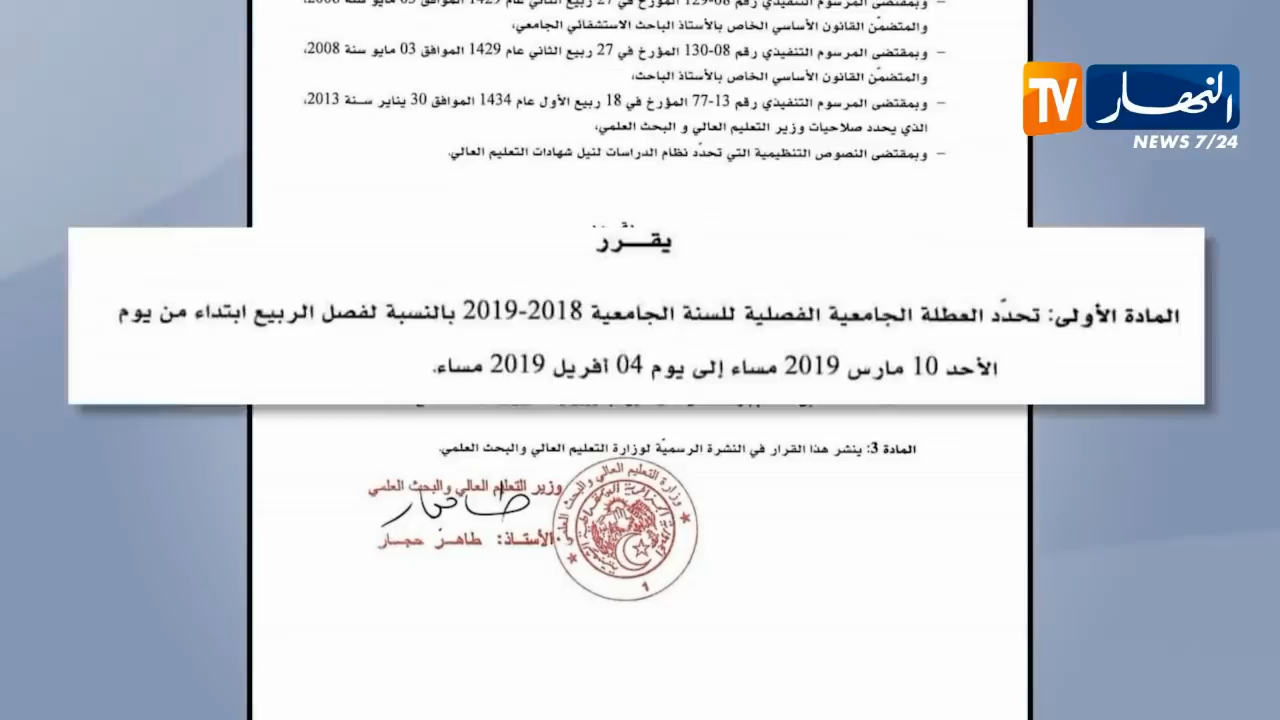 – وبمقتضى المرسوم التنفيذي رقم 08-129 المؤرخ في 27 ربيع الثاني عام 1429 الموافق 03 مايو سنة 2008،
والمتضمّن القانون الأساسي الخاص بالأستاذ الباحث الاستشفائي الجامعي،
– وبمقتضى المرسوم التنفيذي رقم 08-130 المؤرخ في 27 ربيع الثاني عام 1429 الموافق 03 مايو سنة 2008،
والمتضمّن القانون الأساسي الخاص بالأستاذ الباحث،
– وبمقتضى المرسوم التنفيذي رقم 13-77 المؤرخ في 18 ربيع الأول عام 1434 الموافق 30 يناير سنة 2013،
الذي يحدد صلاحيات وزير التعليم العالي و البحث العلمي،
– وبمقتضى النصوص التنظيمية التي تحدّد نظام الدراسات لنيل شهادات التعليم العالي.
النهار TV
NEWS 7/24
يقـــرر
المادة الأولى: تحدّد العطلة الجامعية الفصلية للسنة الجامعية 2018-2019 بالنسبة لفصل الربيع ابتداء من يوم
الأحد 10 مارس 2019 مساء إلى يوم 04 أفريل 2019 مساء.
المادة 3: ينشر هذا القرار في النشرة الرسميّة لوزارة التعليم العالي والبحث العلمي.
وزير التعليم العالي والبحث العلمي
الأستاذ: طاهر حجار
وزارة التعليم العالي والبحث العلمي
1